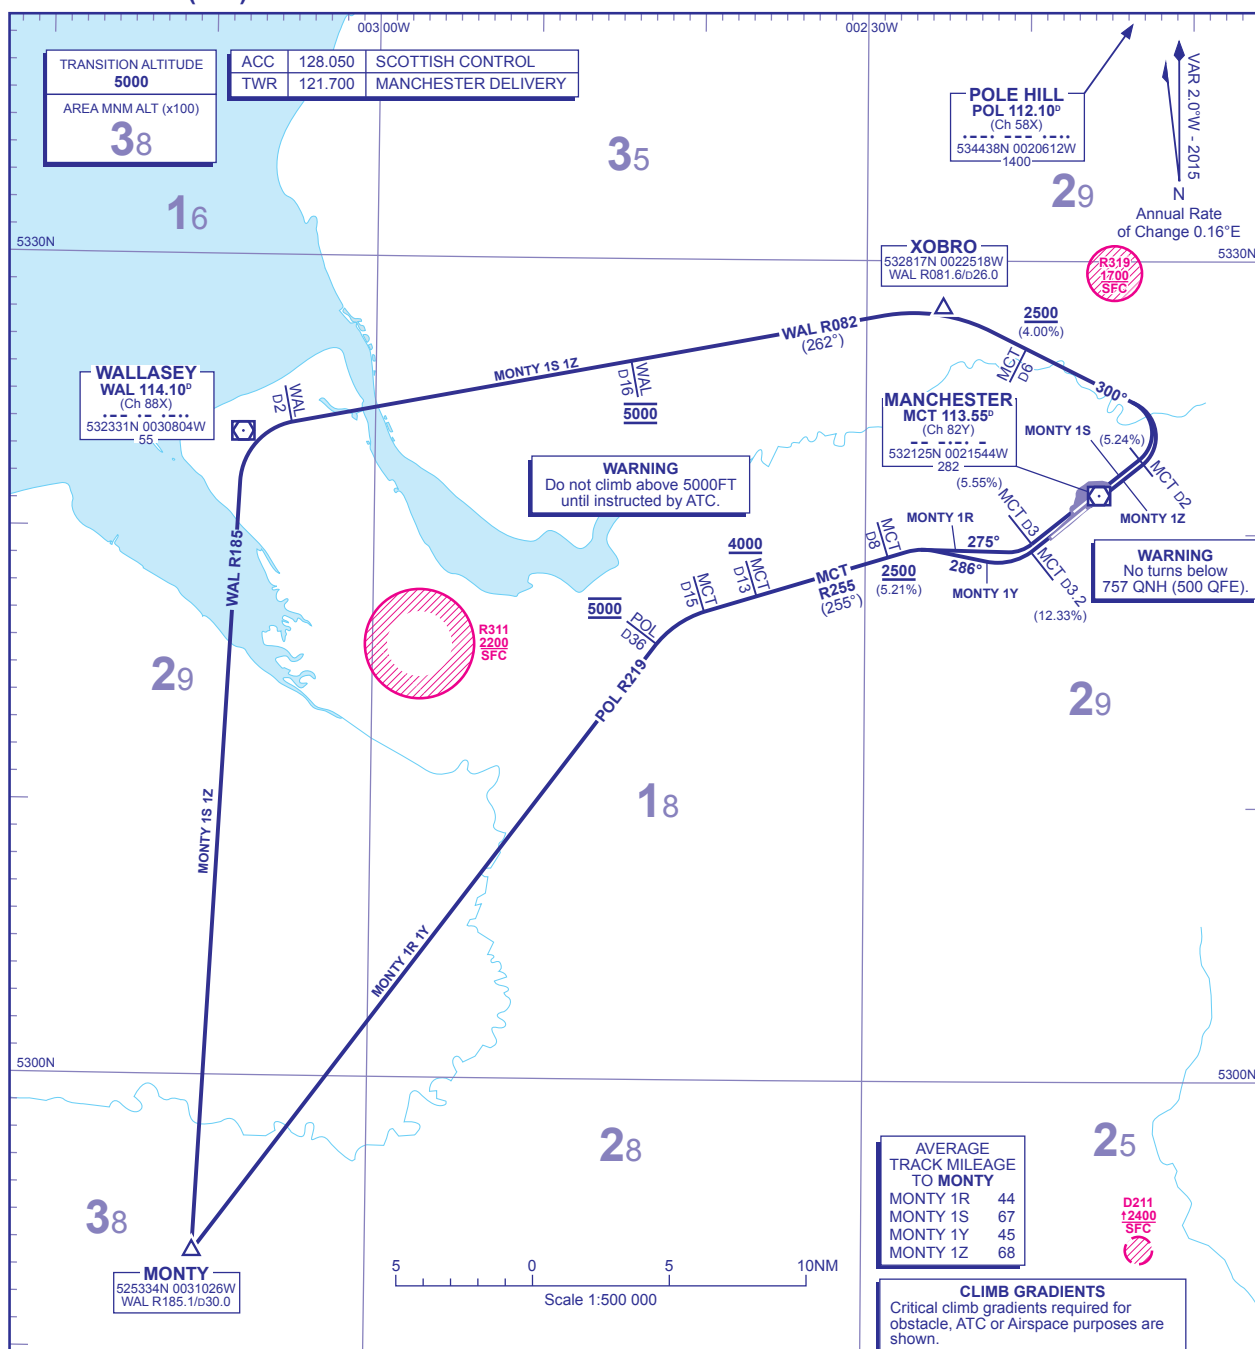 003 00W
002 30W
TRANSITION ALTITUDE
5000
AREA MNM ALT (x100)
38
ACC 128.050 SCOTTISH CONTROL
TWR 121.700 MANCHESTER DELIVERY
POLE HILL
POL 112.10ᴰ
(Ch 58X)
534438N 0020612W
1400
VAR 2.0°W - 2015
N
Annual Rate
of Change 0.16°E
35
29
16
5330N
5330N
XOBRO
532817N 0022518W
WAL R081.6/D26.0
R319
1700
SFC
2500
(4.00%)
MCT
D6
WAL R082
(262°)
MONTY 1S 1Z
WAL
D16
5000
300°
WALLASEY
WAL 114.10ᴰ
(Ch 88X)
532331N 0030804W
55
WAL
D2
MANCHESTER
MCT 113.55ᴰ
(Ch 82Y)
532125N 0021544W
282
MONTY 1S
(5.24%)
MCT D2
(5.55%)
MCT D3
MONTY 1Z
WARNING
Do not climb above 5000FT
until instructed by ATC.
MONTY 1R
275°
286°
MONTY 1Y
MCT D3.2
(12.33%)
WARNING
No turns below
757 QNH (500 QFE).
MCT
D8
2500
(5.21%)
4000
MCT
D13
MCT
R255
(255°)
MCT
D15
5000
POL
D36
WAL R185
R311
2200
SFC
29
29
POL R219
18
MONTY 1S 1Z
MONTY 1R 1Y
5300N
5300N
28
25
38
AVERAGE
TRACK MILEAGE
TO MONTY
MONTY 1R 44
MONTY 1S 67
MONTY 1Y 45
MONTY 1Z 68
D211
↑2400
SFC
MONTY
525334N 0031026W
WAL R185.1/D30.0
5 0 5 10NM
Scale 1:500 000
CLIMB GRADIENTS
Critical climb gradients required for
obstacle, ATC or Airspace purposes are
shown.